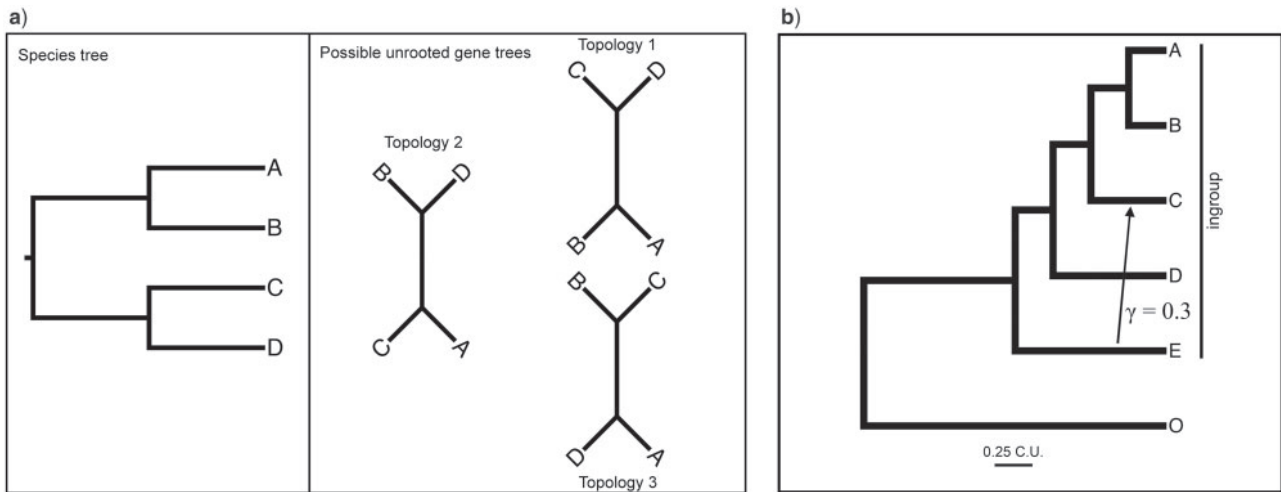 a)
Species tree
A
B
C
D
Possible unrooted gene trees
Topology 1
C D
B A
Topology 2
B D
C A
B C
D A
Topology 3
b)
A
B
C
D
E
O
ingroup
γ = 0.3
0.25 C.U.